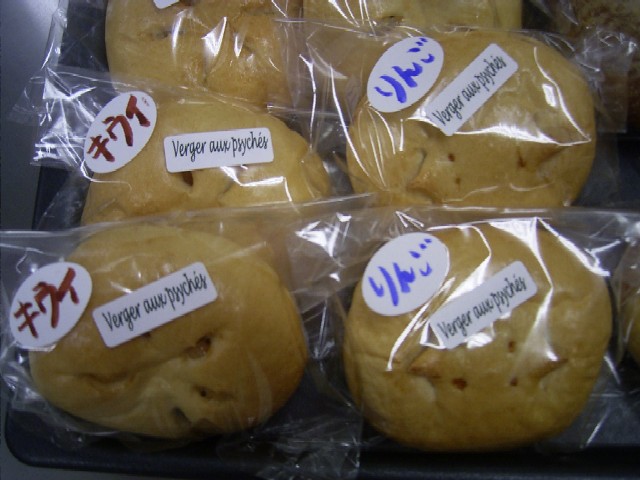 りんご
Verger aux psychés
キウイ
Verger aux psychés
りんご
Verger aux psychés
キウイ
Verger aux psychés